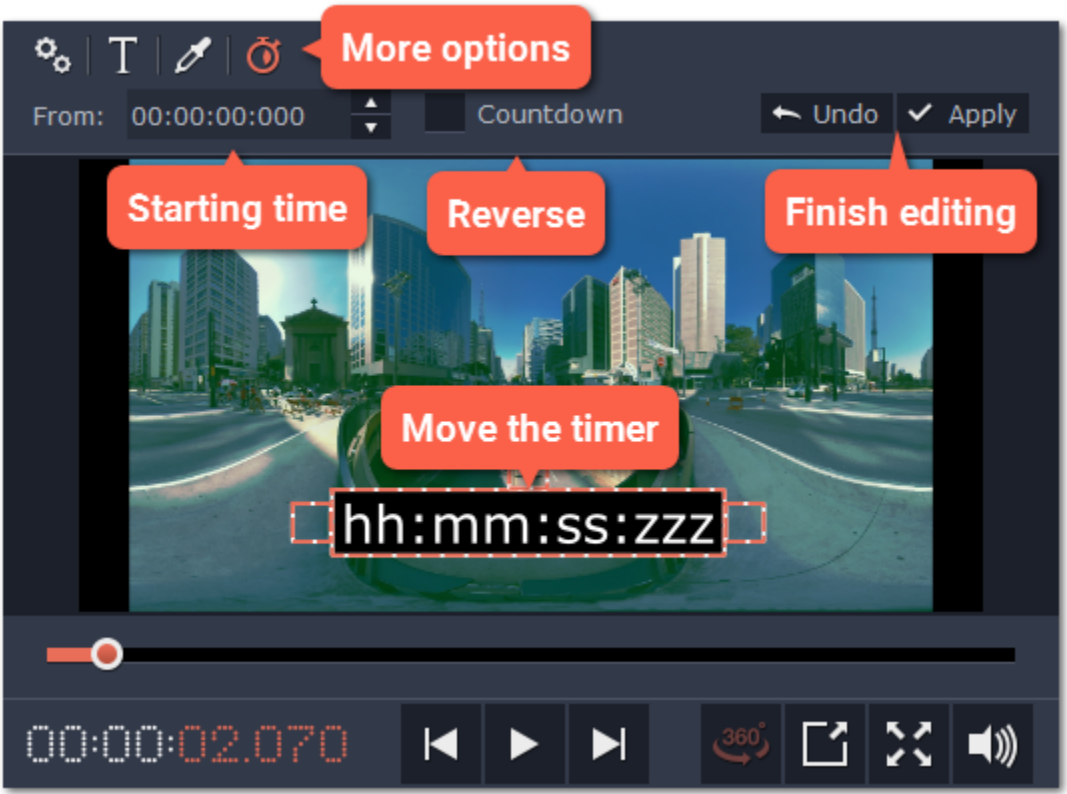 T
More options
From: 00:00:00:000 Countdown Undo Apply
Starting time Reverse Finish editing
Move the timer
hh:mm:ss:zzz
00:00:02.070 360°